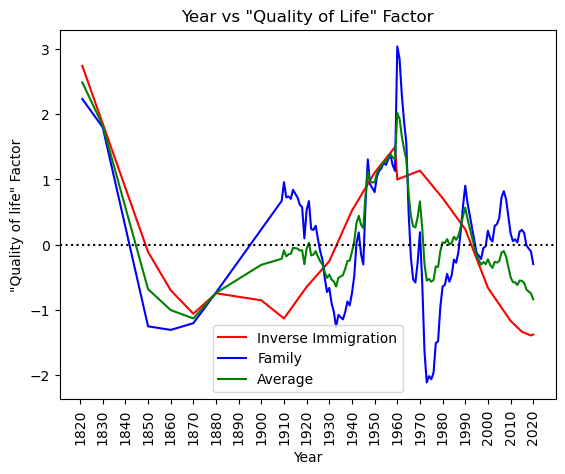 Year vs "Quality of Life" Factor
3
2
1
0
−1
−2
"Quality of life" Factor
Inverse Immigration
Family
Average
1820 1830 1840 1850 1860 1870 1880 1890 1900 1910 1920 1930 1940 1950 1960 1970 1980 1990 2000 2010 2020
Year